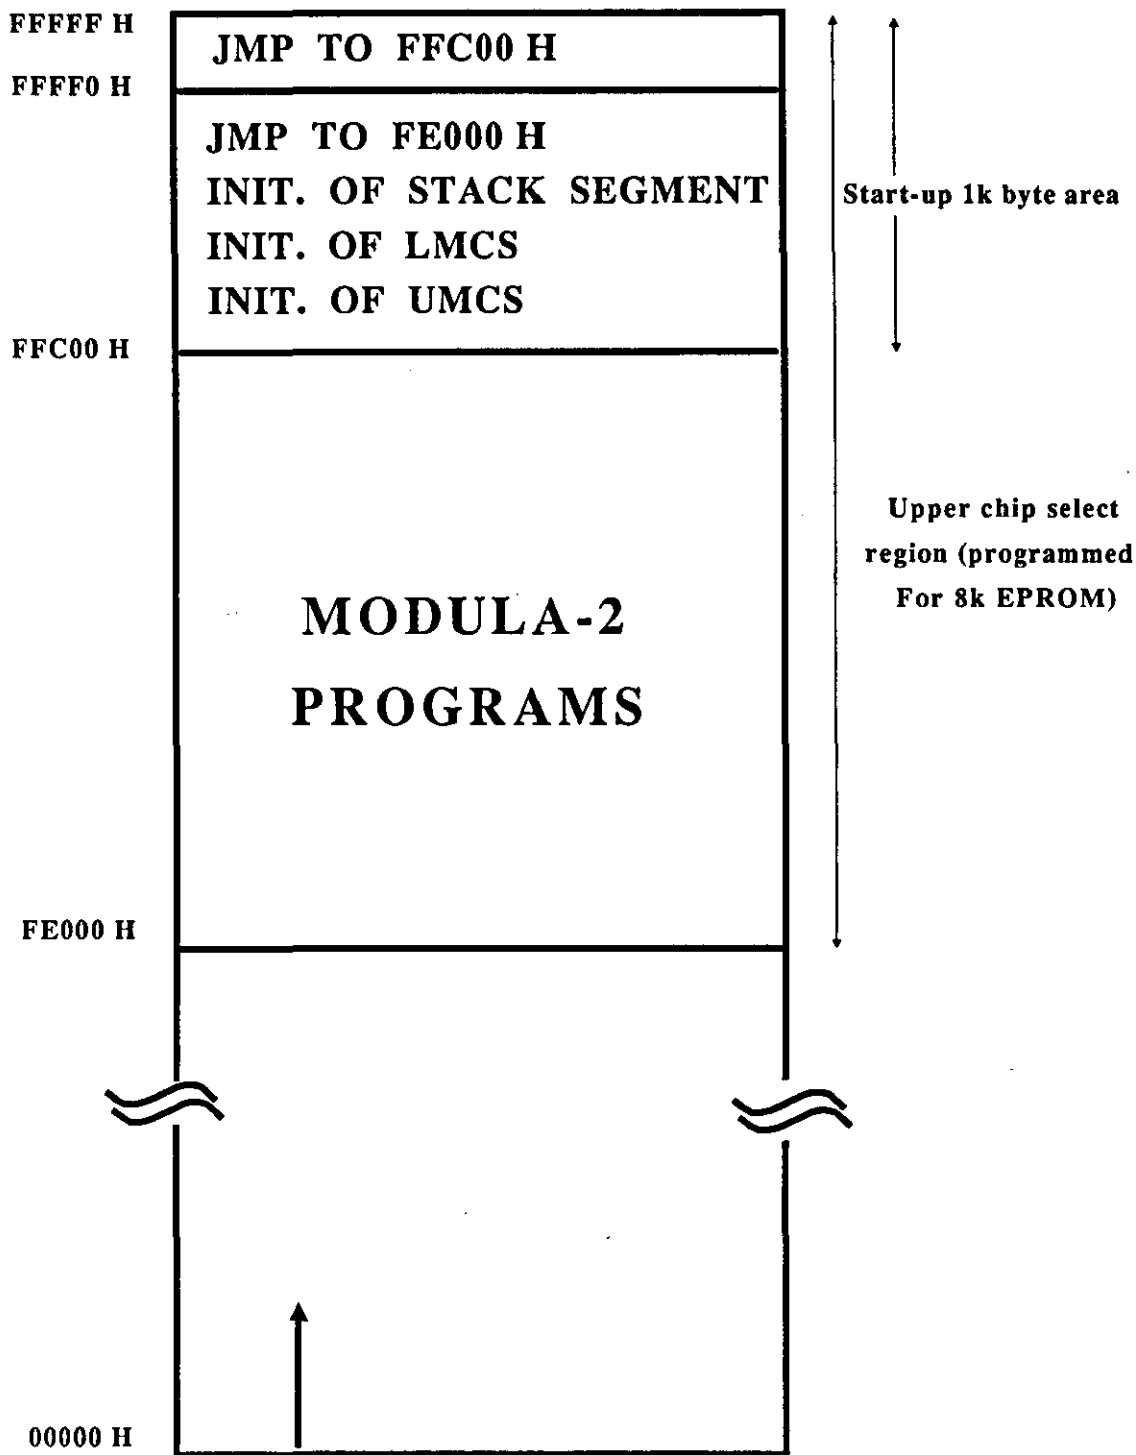 FFFFF H
JMP TO FFC00 H
FFFF0 H
JMP TO FE000 H
INIT. OF STACK SEGMENT
INIT. OF LMCS
INIT. OF UMCS
Start-up 1k byte area
FFC00 H
Upper chip select
region (programmed
For 8k EPROM)
MODULA-2
PROGRAMS
FE000 H
00000 H